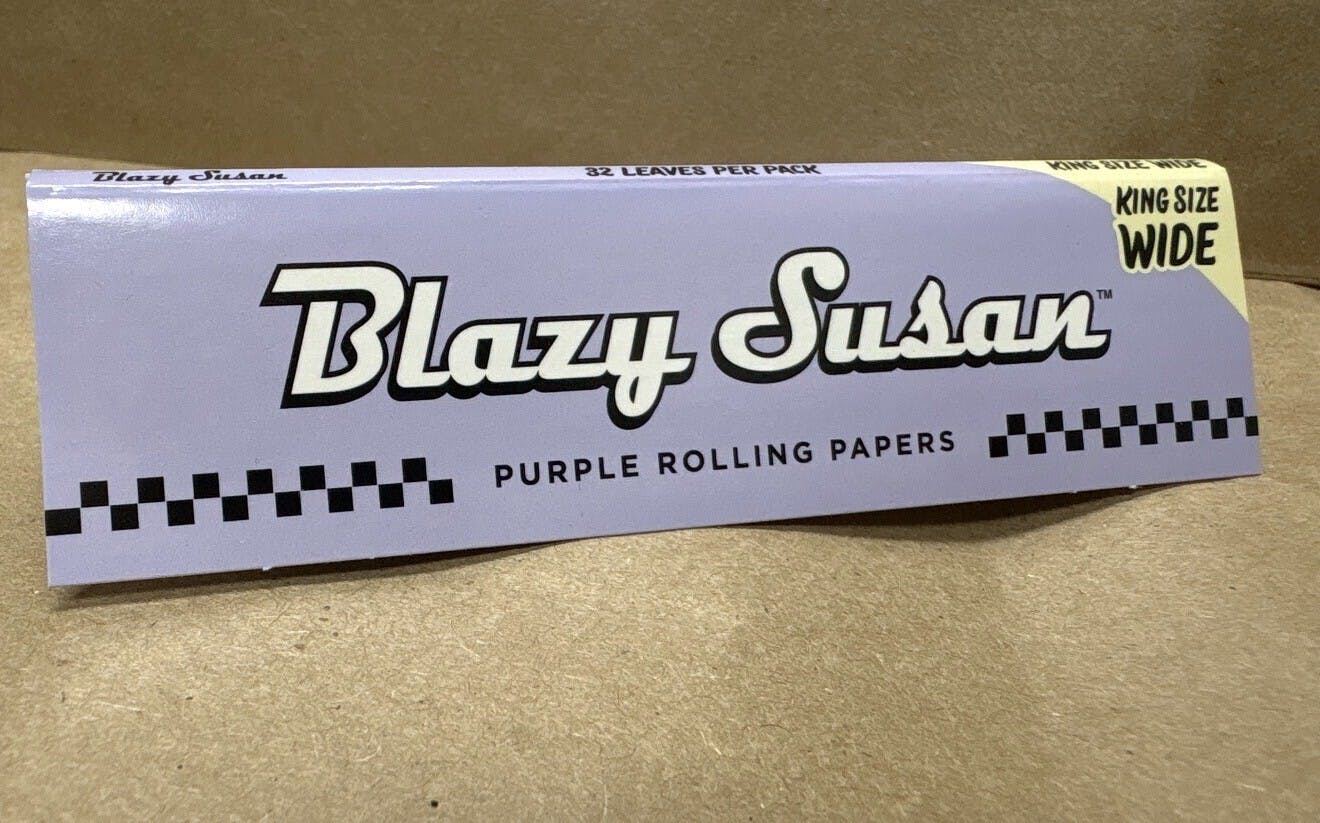 Blazy Susan
32 LEAVES PER PACK
KING SIZE WIDE
KING SIZE
WIDE
Blazy Susan™
PURPLE ROLLING PAPERS